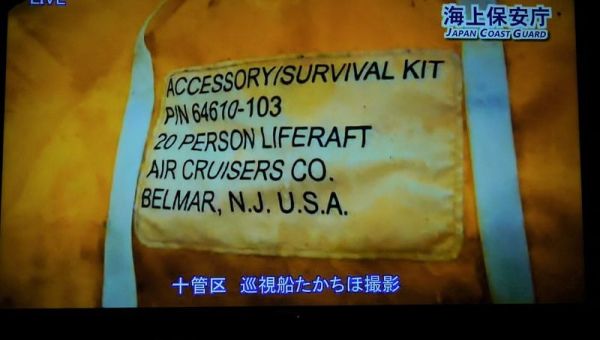 LIVE
海上保安庁
JAPAN COAST GUARD
ACCESSORY/SURVIVAL KIT
P/N 64610-103
20 PERSON LIFERAFT
AIR CRUISERS CO.
BELMAR, N.J. U.S.A.
十管区 巡視船たかちほ撮影